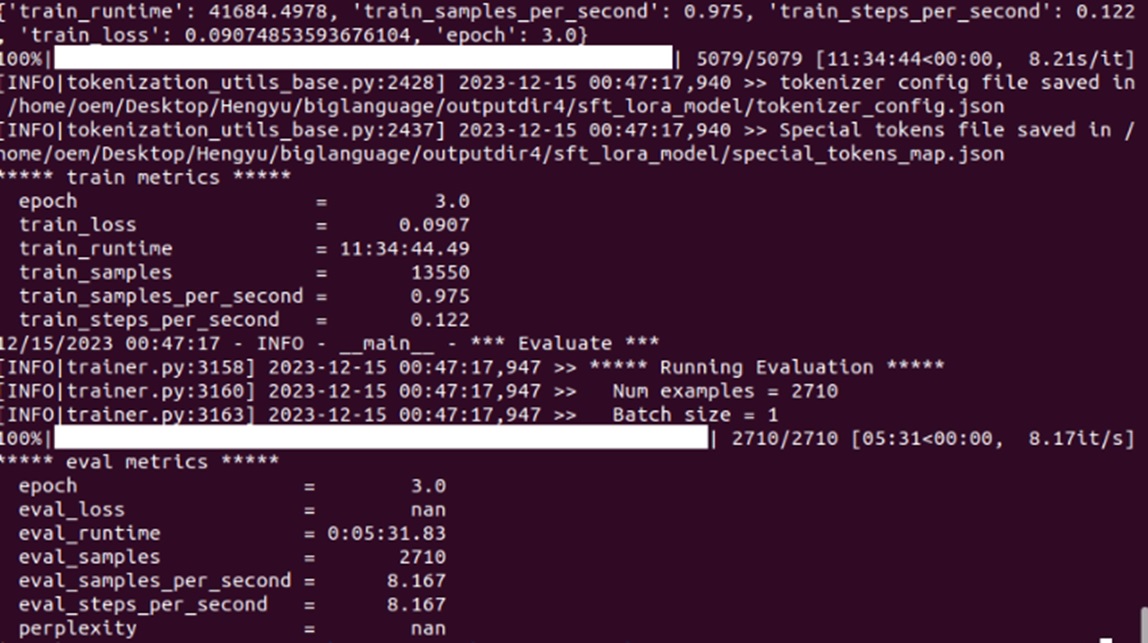 {'train_runtime': 41684.4978, 'train_samples_per_second': 0.975, 'train_steps_per_second': 0.122
, 'train_loss': 0.09074853593676104, 'epoch': 3.0}
100%| | 5079/5079 [11:34:44<00:00, 8.21s/it]
[INFO|tokenization_utils_base.py:2428] 2023-12-15 00:47:17,940 >> tokenizer config file saved in
/home/oem/Desktop/Hengyu/biglanguage/outputdir4/sft_lora_model/tokenizer_config.json
[INFO|tokenization_utils_base.py:2437] 2023-12-15 00:47:17,940 >> Special tokens file saved in /
home/oem/Desktop/Hengyu/biglanguage/outputdir4/sft_lora_model/special_tokens_map.json
***** train metrics *****
epoch = 3.0
train_loss = 0.0907
train_runtime = 11:34:44.49
train_samples = 13550
train_samples_per_second = 0.975
train_steps_per_second = 0.122
12/15/2023 00:47:17 - INFO - __main__ - *** Evaluate ***
[INFO|trainer.py:3158] 2023-12-15 00:47:17,947 >> ***** Running Evaluation *****
[INFO|trainer.py:3160] 2023-12-15 00:47:17,947 >> Num examples = 2710
[INFO|trainer.py:3163] 2023-12-15 00:47:17,947 >> Batch size = 1
100%| | 2710/2710 [05:31<00:00, 8.17it/s]
***** eval metrics *****
epoch = 3.0
eval_loss = nan
eval_runtime = 0:05:31.83
eval_samples = 2710
eval_samples_per_second = 8.167
eval_steps_per_second = 8.167
perplexity = nan